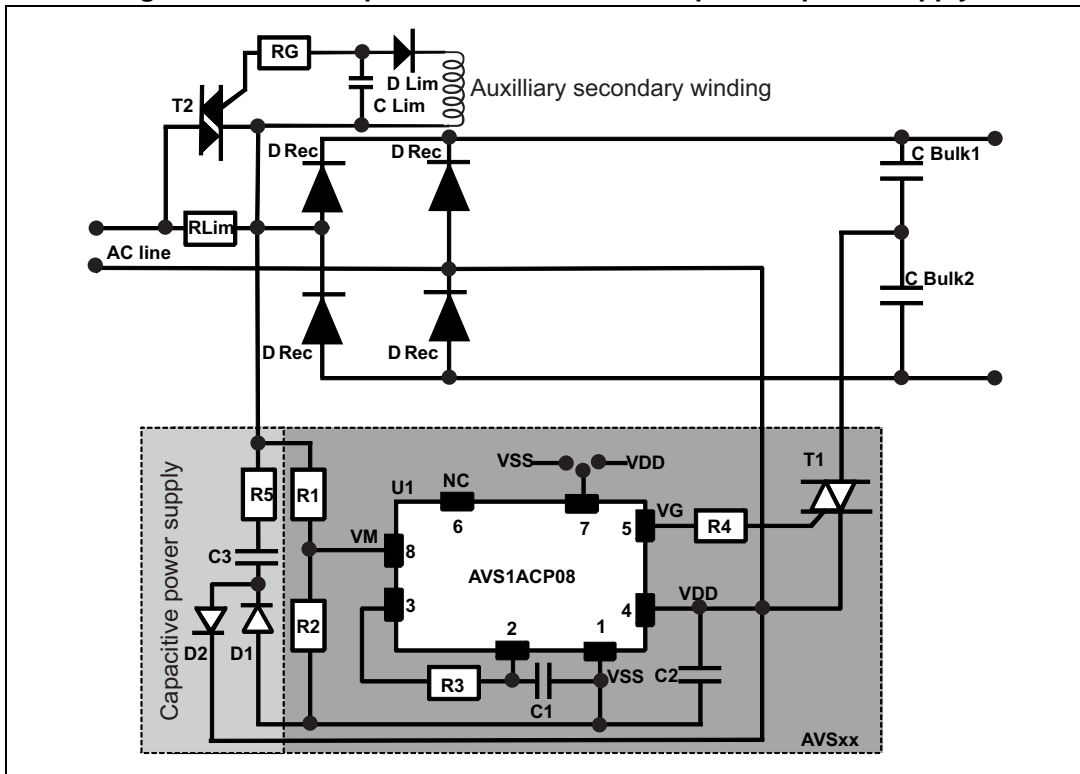 RG
D Lim
C Lim
Auxilliary secondary winding
T2
D Rec
D Rec
C Bulk1
RLim
AC line
C Bulk2
D Rec
D Rec
Capacitive power supply
R5
R1
U1
NC
6
VSS
VDD
7
T1
VM
8
5
VG
R4
C3
AVS1ACP08
3
4
VDD
R2
2
1
D2
D1
R3
C1
VSS
C2
AVSxx